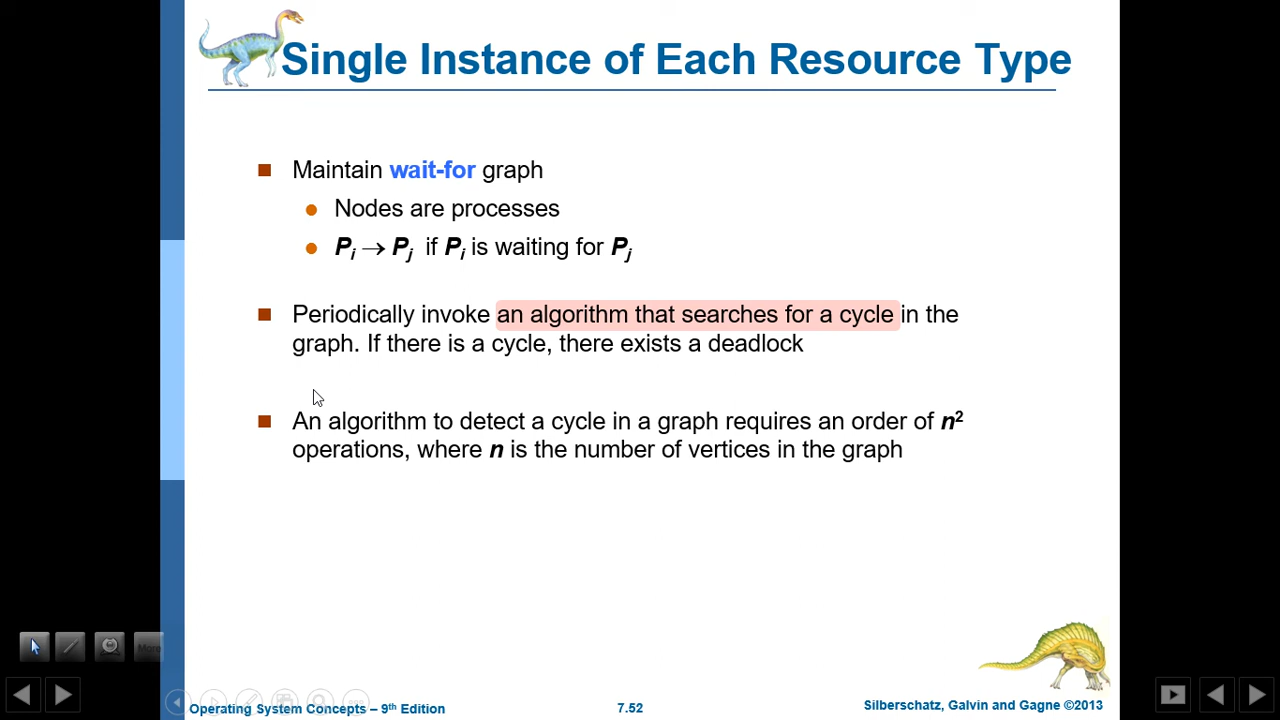 Single Instance of Each Resource Type
Maintain wait-for graph
Nodes are processes
Pi → Pj if Pi is waiting for Pj
Periodically invoke an algorithm that searches for a cycle in the
graph. If there is a cycle, there exists a deadlock
An algorithm to detect a cycle in a graph requires an order of n²
operations, where n is the number of vertices in the graph
More
Operating System Concepts – 9th Edition
7.52
Silberschatz, Galvin and Gagne ©2013